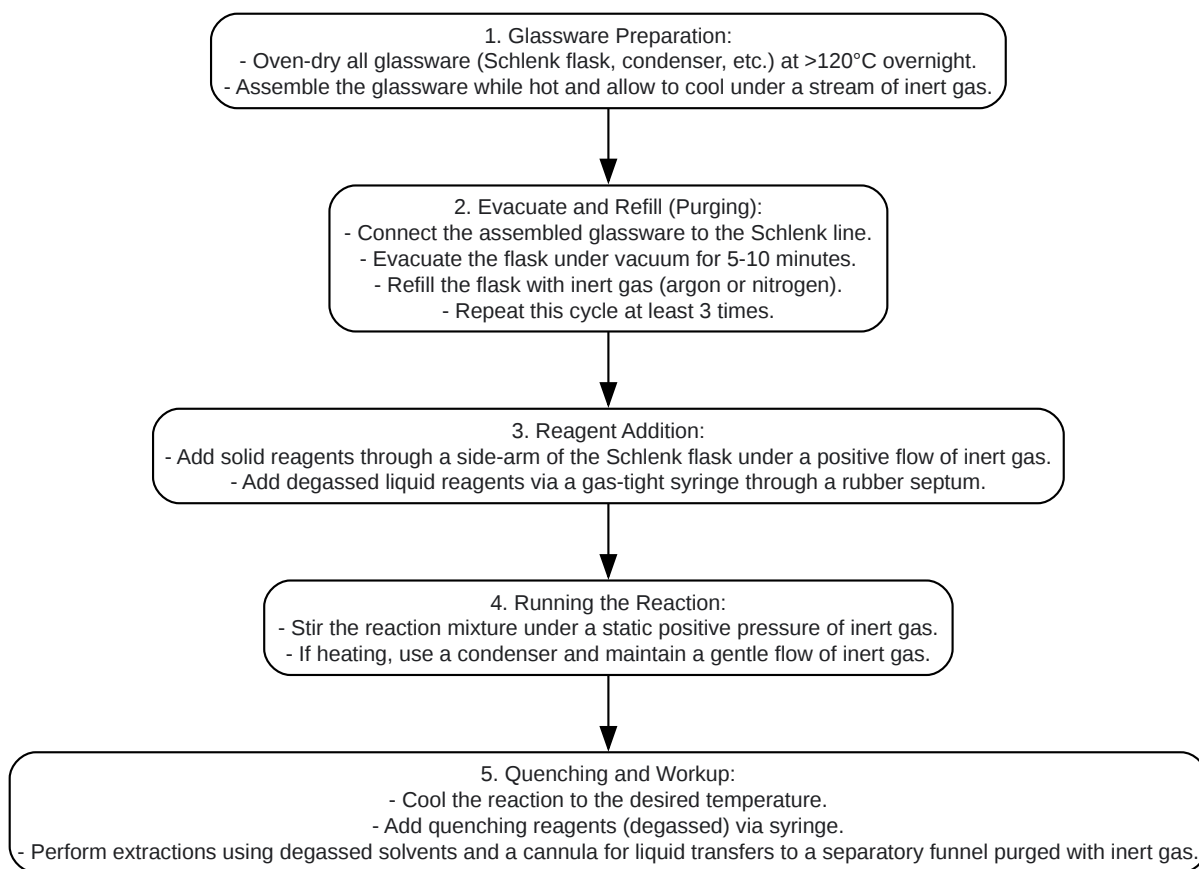 1. Glassware Preparation:
- Oven-dry all glassware (Schlenk flask, condenser, etc.) at >120°C overnight.
- Assemble the glassware while hot and allow to cool under a stream of inert gas.
2. Evacuate and Refill (Purging):
- Connect the assembled glassware to the Schlenk line.
- Evacuate the flask under vacuum for 5-10 minutes.
- Refill the flask with inert gas (argon or nitrogen).
- Repeat this cycle at least 3 times.
3. Reagent Addition:
- Add solid reagents through a side-arm of the Schlenk flask under a positive flow of inert gas.
- Add degassed liquid reagents via a gas-tight syringe through a rubber septum.
4. Running the Reaction:
- Stir the reaction mixture under a static positive pressure of inert gas.
- If heating, use a condenser and maintain a gentle flow of inert gas.
5. Quenching and Workup:
- Cool the reaction to the desired temperature.
- Add quenching reagents (degassed) via syringe.
- Perform extractions using degassed solvents and a cannula for liquid transfers to a separatory funnel purged with inert gas.